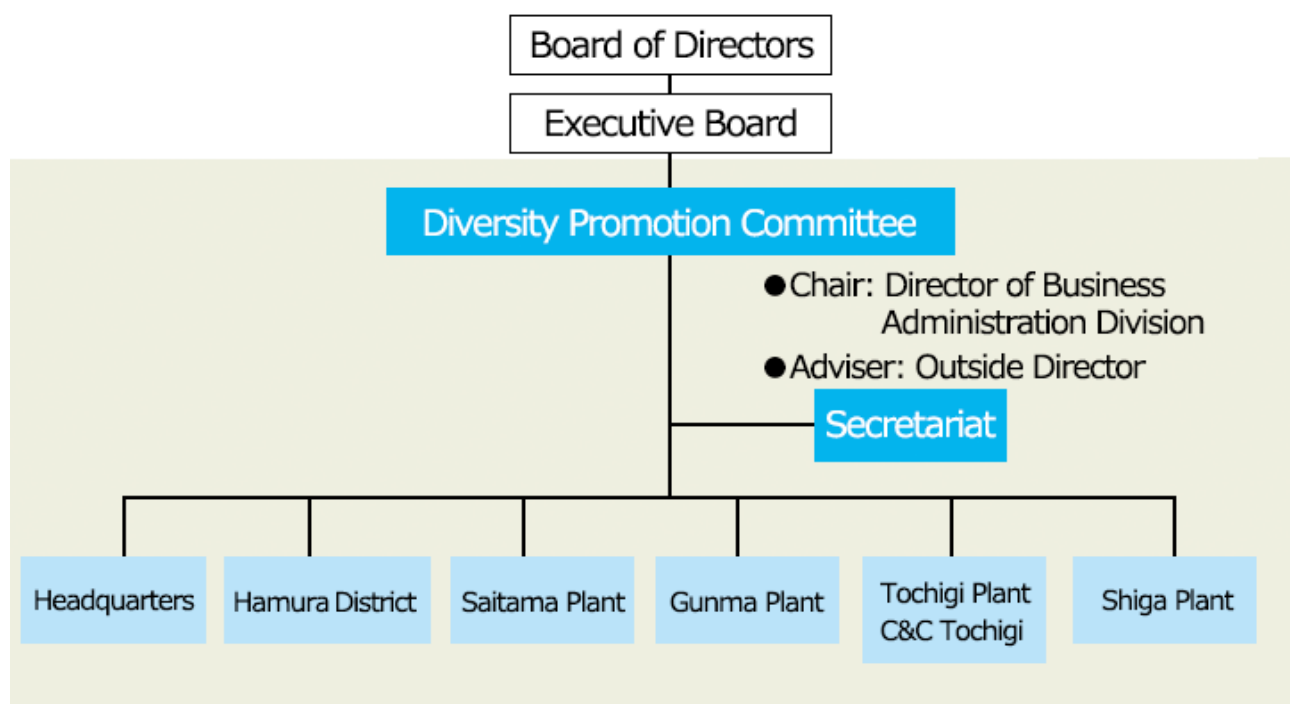 Board of Directors
Executive Board
Diversity Promotion Committee
●Chair: Director of Business
Administration Division
●Adviser: Outside Director
Secretariat
Headquarters
Hamura District
Saitama Plant
Gunma Plant
Tochigi Plant
C&C Tochigi
Shiga Plant